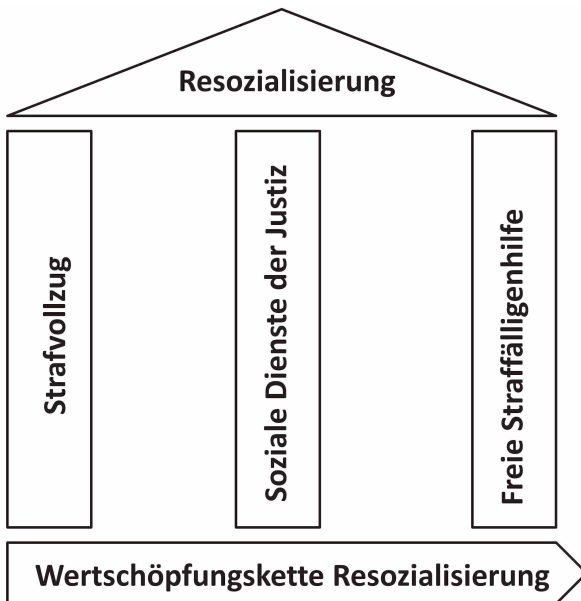 Resozialisierung
Strafvollzug
Soziale Dienste der Justiz
Freie Straffälligenhilfe
Wertschöpfungskette Resozialisierung